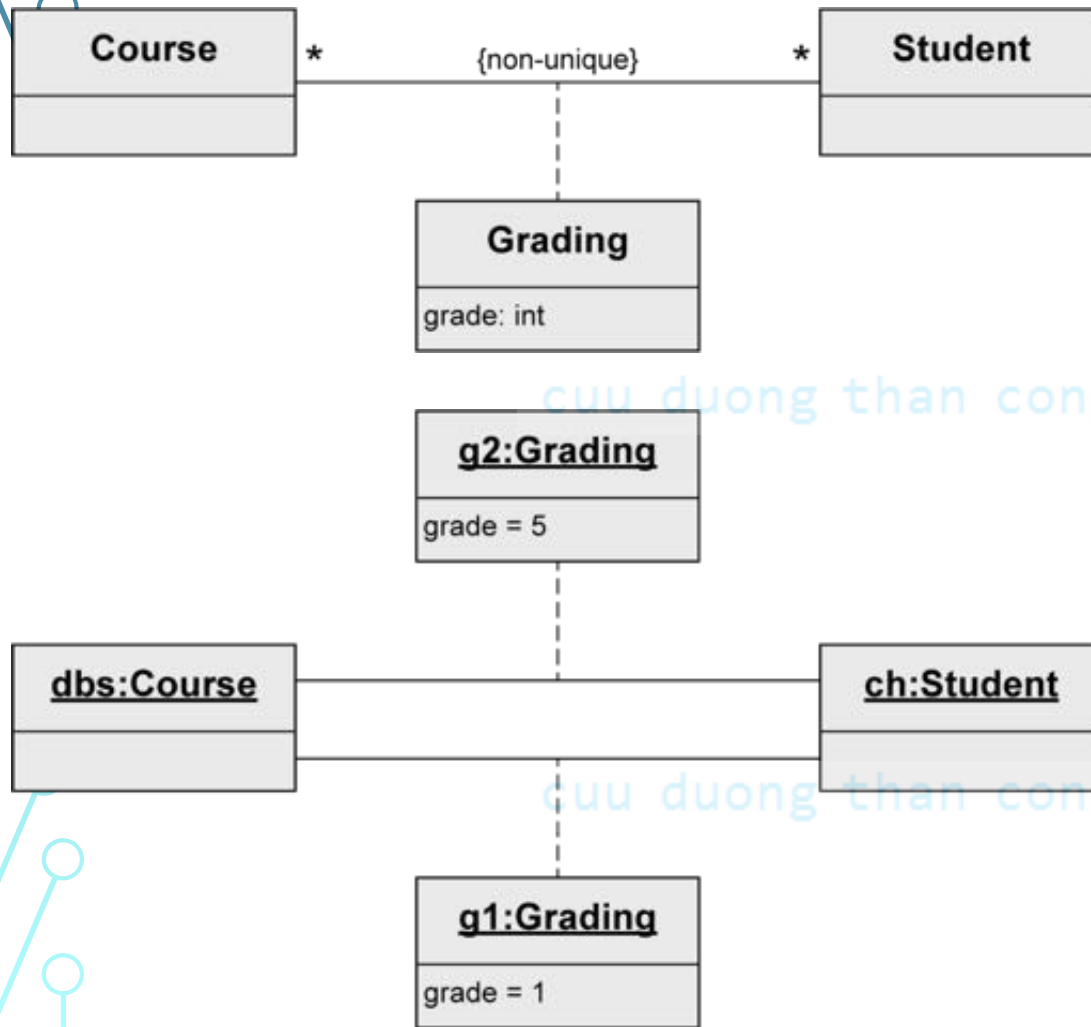 Course * {non-unique} * Student
Grading
grade: int
cuu duong than con
g2:Grading
grade = 5
dbs:Course ch:Student
cuu duong than con
g1:Grading
grade = 1